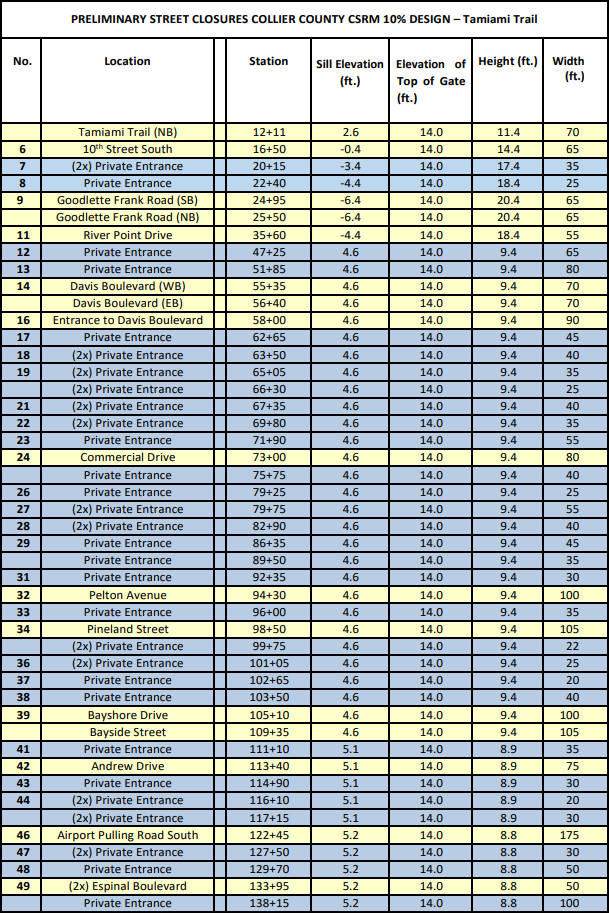 PRELIMINARY STREET CLOSURES COLLIER COUNTY CSRM 10% DESIGN – Tamiami Trail
No. Location Station Sill Elevation (ft.) Elevation of Top of Gate (ft.) Height (ft.) Width (ft.)
Tamiami Trail (NB) 12+11 2.6 14.0 11.4 70
6 10th Street South 16+50 -0.4 14.0 14.4 65
7 (2x) Private Entrance 20+15 -3.4 14.0 17.4 35
8 Private Entrance 22+40 -4.4 14.0 18.4 25
9 Goodlette Frank Road (SB) 24+95 -6.4 14.0 20.4 65
Goodlette Frank Road (NB) 25+50 -6.4 14.0 20.4 65
11 River Point Drive 35+60 -4.4 14.0 18.4 55
12 Private Entrance 47+25 4.6 14.0 9.4 65
13 Private Entrance 51+85 4.6 14.0 9.4 80
14 Davis Boulevard (WB) 55+35 4.6 14.0 9.4 70
Davis Boulevard (EB) 56+40 4.6 14.0 9.4 70
16 Entrance to Davis Boulevard 58+00 4.6 14.0 9.4 90
17 Private Entrance 62+65 4.6 14.0 9.4 45
18 (2x) Private Entrance 63+50 4.6 14.0 9.4 40
19 (2x) Private Entrance 65+05 4.6 14.0 9.4 35
(2x) Private Entrance 66+30 4.6 14.0 9.4 25
21 (2x) Private Entrance 67+35 4.6 14.0 9.4 40
22 (2x) Private Entrance 69+80 4.6 14.0 9.4 35
23 Private Entrance 71+90 4.6 14.0 9.4 55
24 Commercial Drive 73+00 4.6 14.0 9.4 80
Private Entrance 75+75 4.6 14.0 9.4 40
26 Private Entrance 79+25 4.6 14.0 9.4 25
27 (2x) Private Entrance 79+75 4.6 14.0 9.4 55
28 (2x) Private Entrance 82+90 4.6 14.0 9.4 40
29 Private Entrance 86+35 4.6 14.0 9.4 45
Private Entrance 89+50 4.6 14.0 9.4 35
31 Private Entrance 92+35 4.6 14.0 9.4 30
32 Pelton Avenue 94+30 4.6 14.0 9.4 100
33 Private Entrance 96+00 4.6 14.0 9.4 35
34 Pineland Street 98+50 4.6 14.0 9.4 105
(2x) Private Entrance 99+75 4.6 14.0 9.4 22
36 (2x) Private Entrance 101+05 4.6 14.0 9.4 25
37 Private Entrance 102+65 4.6 14.0 9.4 20
38 Private Entrance 103+50 4.6 14.0 9.4 40
39 Bayshore Drive 105+10 4.6 14.0 9.4 100
Bayside Street 109+35 4.6 14.0 9.4 105
41 Private Entrance 111+10 5.1 14.0 8.9 35
42 Andrew Drive 113+40 5.1 14.0 8.9 75
43 Private Entrance 114+90 5.1 14.0 8.9 30
44 (2x) Private Entrance 116+10 5.1 14.0 8.9 20
(2x) Private Entrance 117+15 5.1 14.0 8.9 30
46 Airport Pulling Road South 122+45 5.2 14.0 8.8 175
47 (2x) Private Entrance 127+50 5.2 14.0 8.8 30
48 Private Entrance 129+70 5.2 14.0 8.8 50
49 (2x) Espinal Boulevard 133+95 5.2 14.0 8.8 50
Private Entrance 138+15 5.2 14.0 8.8 100